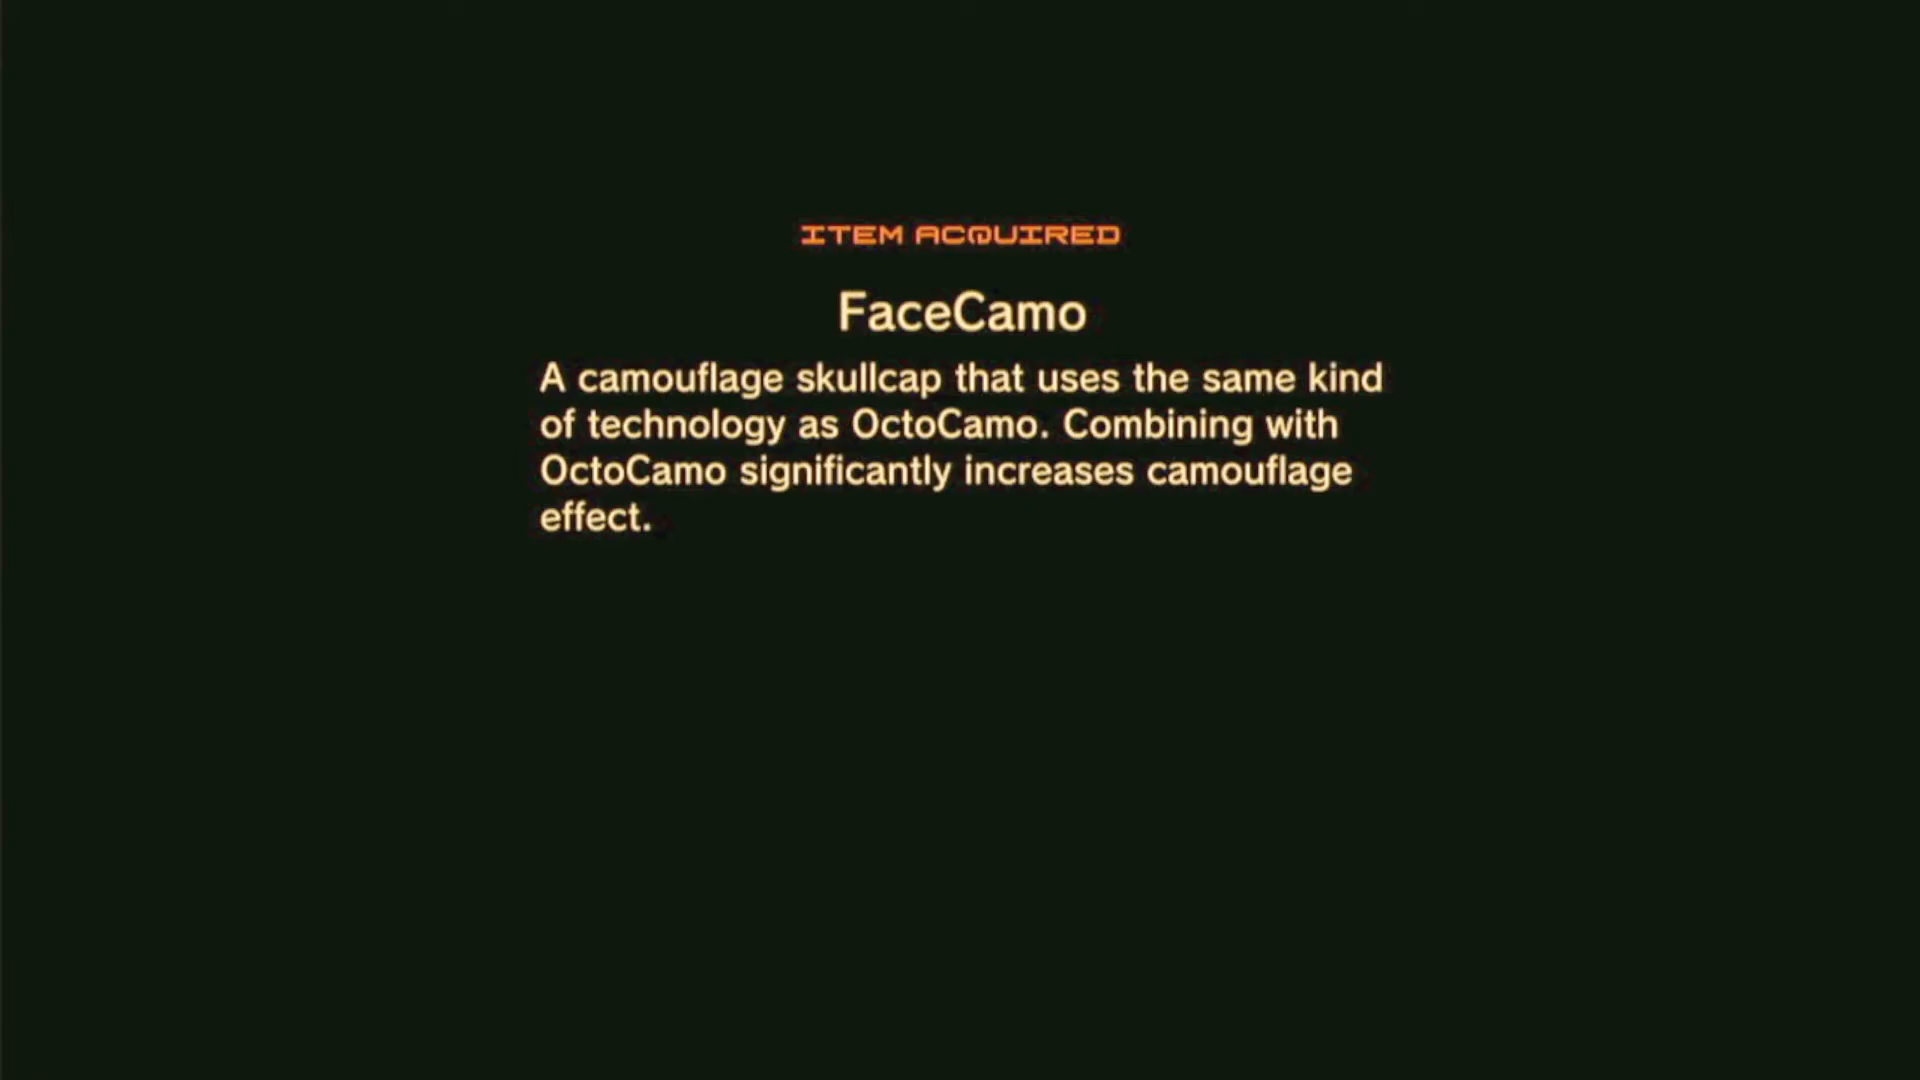 ITEM ACQUIRED
FaceCamo
A camouflage skullcap that uses the same kind
of technology as OctoCamo. Combining with
OctoCamo significantly increases camouflage
effect.